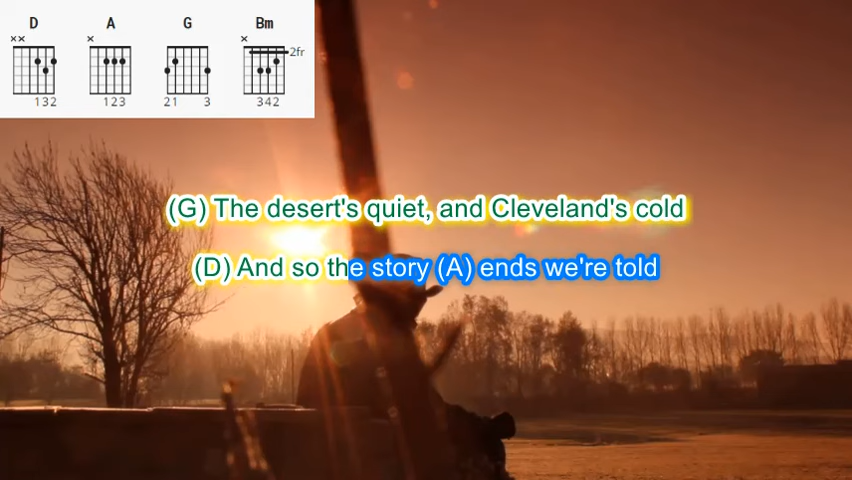 D A G Bm
×× × ×
2fr
132 123 21 3 342
(G) The desert's quiet, and Cleveland's cold
(D) And so the story (A) ends we're told